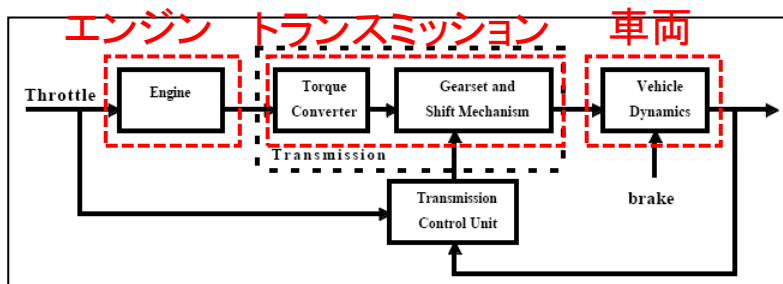 エンジン
トランスミッション
車両
Throttle
Engine
Torque
Converter
Gearset and
Shift Mechanism
Vehicle
Dynamics
Transmission
brake
Transmission
Control Unit